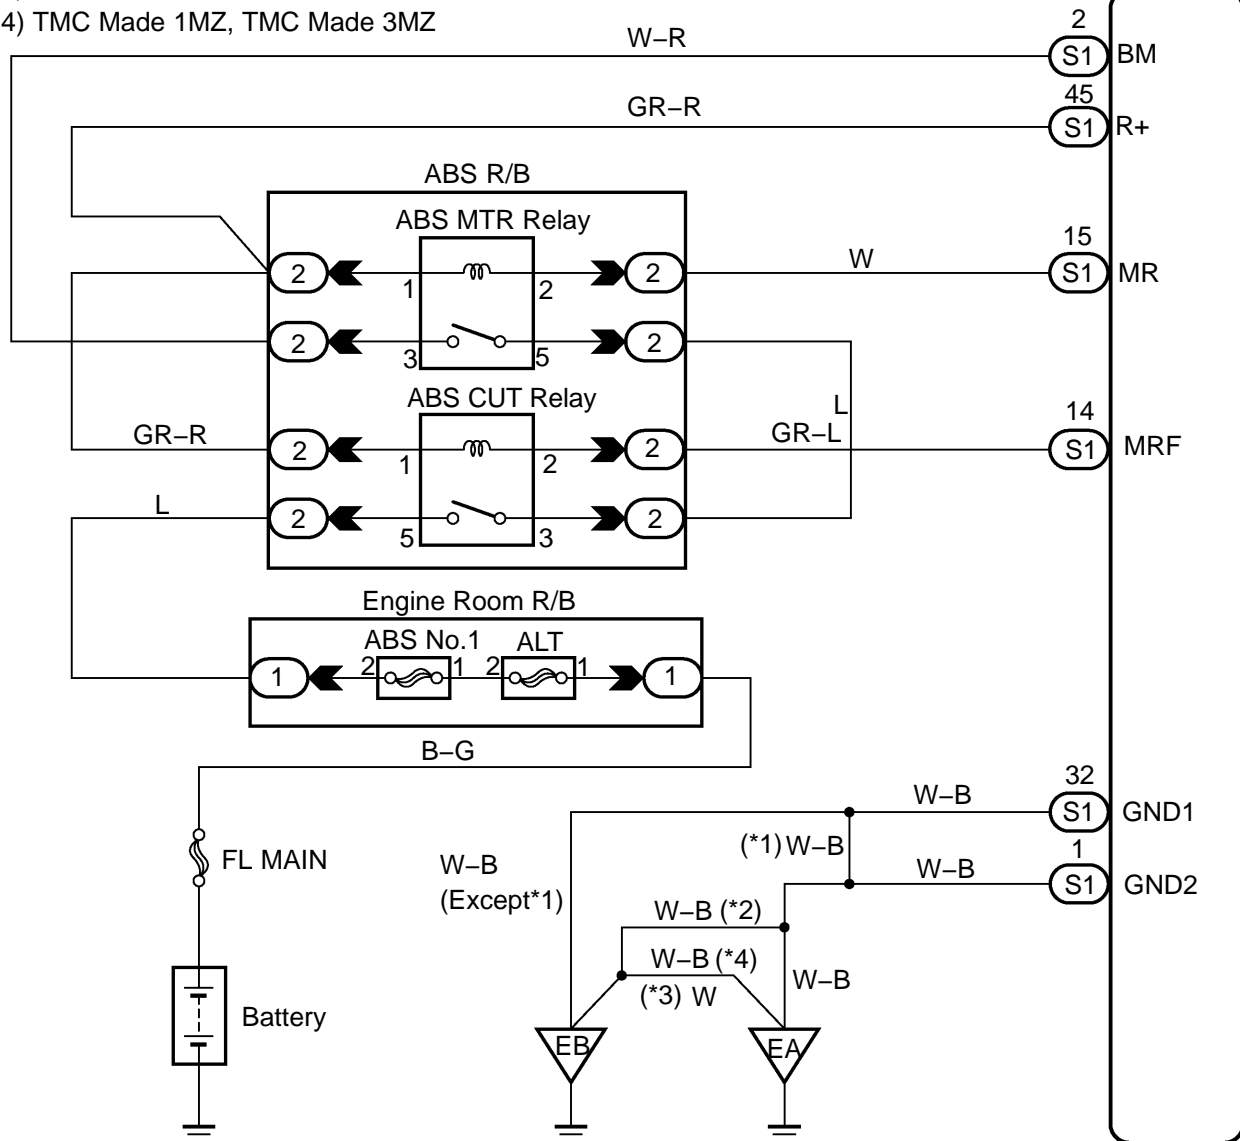 4) TMC Made 1MZ, TMC Made 3MZ
2
W–R
S1 BM
45
GR–R
S1 R+
ABS R/B
ABS MTR Relay
15
2 2 W S1 MR
1 2
2 2
3 5
ABS CUT Relay
L
14
GR–R 2 2 GR–L S1 MRF
1 2
L 2 2
5 3
Engine Room R/B
ABS No.1 ALT
1 2 1 2 1 1
B–G
32
W–B S1 GND1
(*1) W–B
1
W–B S1 GND2
FL MAIN
W–B
(Except*1)
W–B (*2)
W–B (*4)
(*3) W
W–B
Battery
EB EA